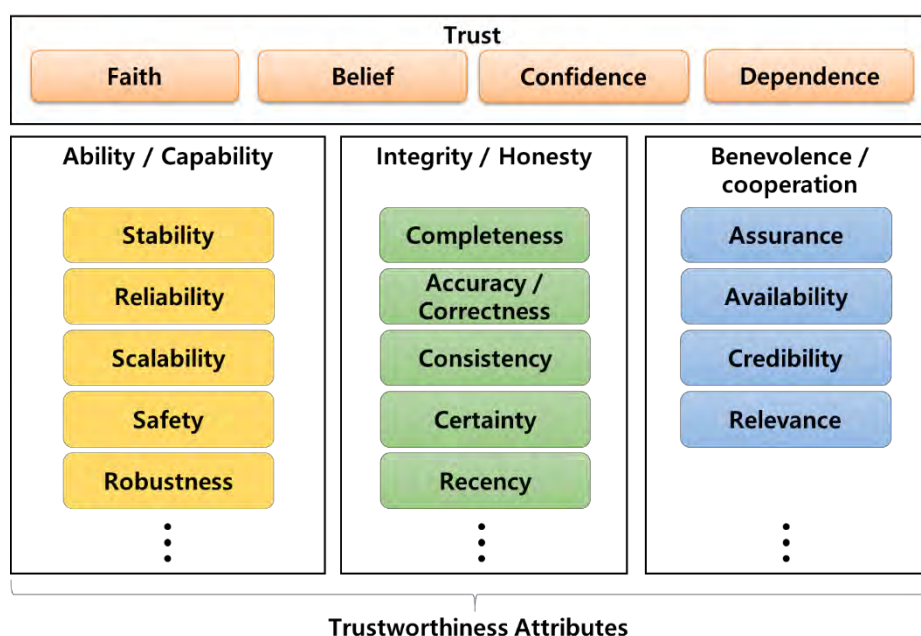 Trust
Faith
Belief
Confidence
Dependence
Ability / Capability
Stability
Reliability
Scalability
Safety
Robustness
Integrity / Honesty
Completeness
Accuracy /
Correctness
Consistency
Certainty
Recency
Benevolence /
cooperation
Assurance
Availability
Credibility
Relevance
Trustworthiness Attributes